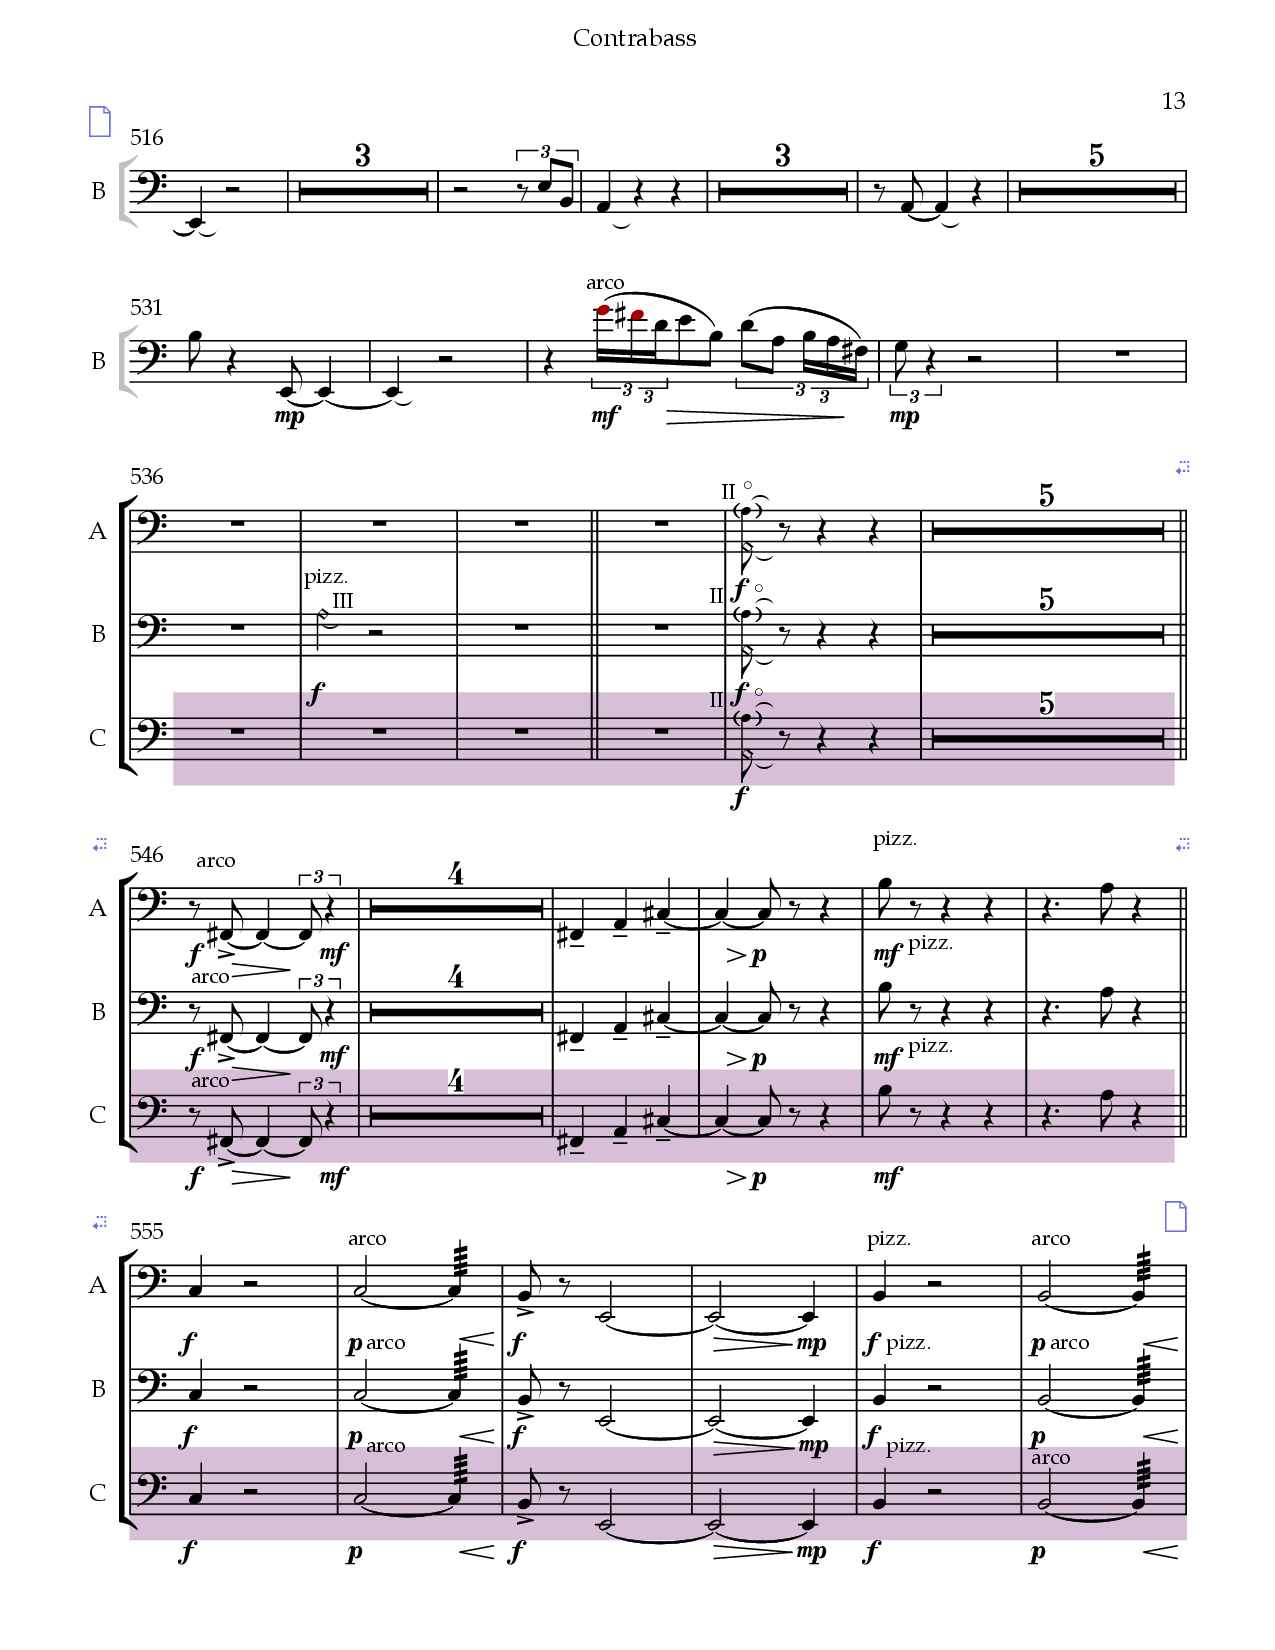 Contrabass
13
516
3 3 3 5
B
531
arco
B
3 3 3 3
mf mp
mp
536
II
5
A
pizz.
III
f
II
5
B
f f
II
5
C
f
546
arco
pizz.
3
4
A
f mf p mf pizz.
arco
3
4
B
f mf p mf pizz.
arco
3
4
C
f mf p mf
555
arco pizz. arco
A
f p arco f mp f pizz. p arco
B
f p f mp f p
arco pizz. arco
C
f p f mp f p